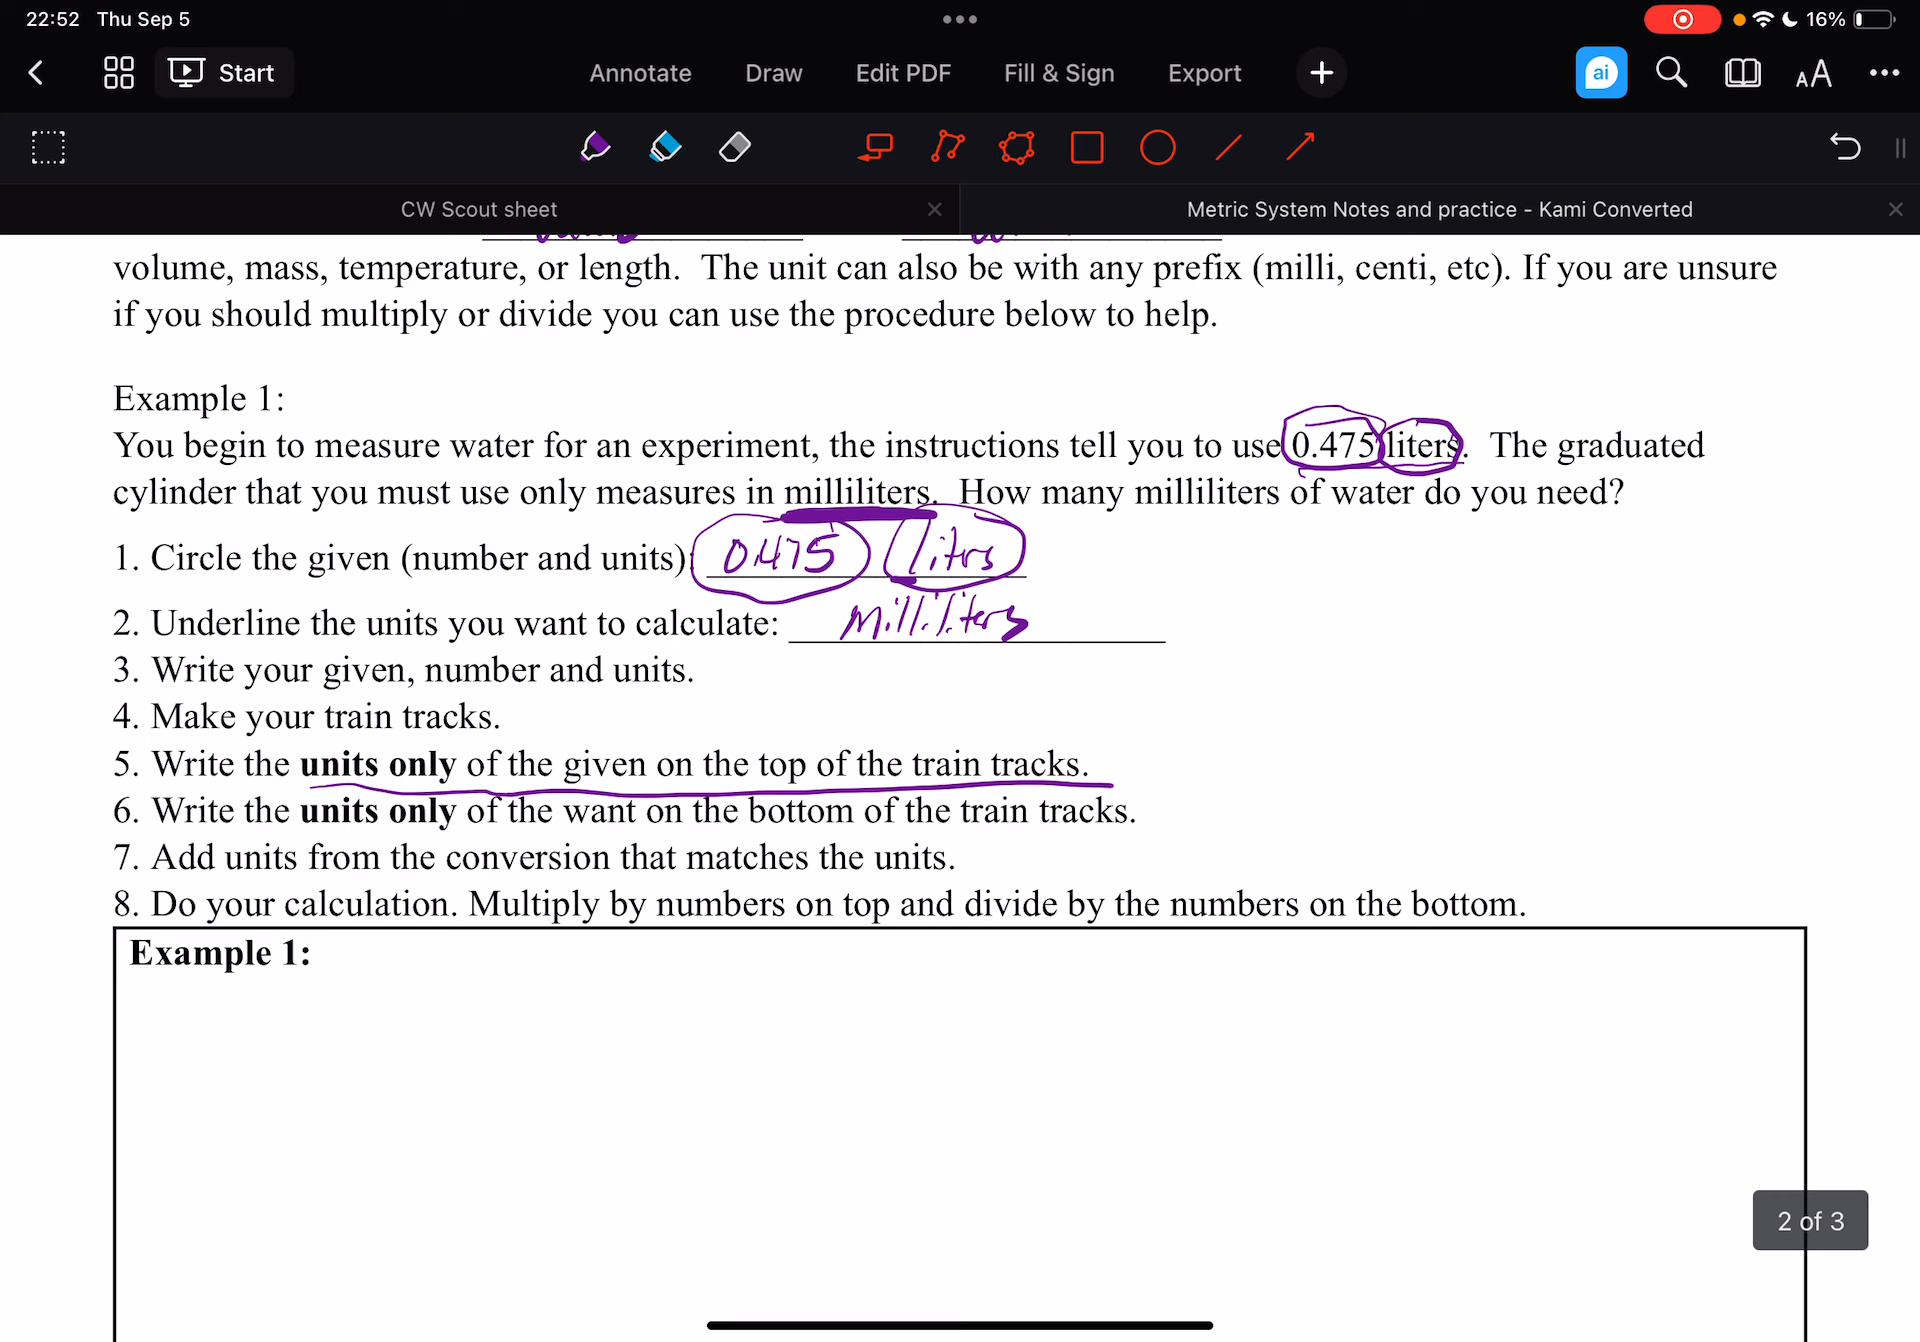 22:52 Thu Sep 5
16%
Start
Annotate
Draw
Edit PDF
Fill & Sign
Export
ai
AA
CW Scout sheet
Metric System Notes and practice - Kami Converted
volume, mass, temperature, or length. The unit can also be with any prefix (milli, centi, etc). If you are unsure
if you should multiply or divide you can use the procedure below to help.
Example 1:
You begin to measure water for an experiment, the instructions tell you to use 0.475 liters. The graduated
cylinder that you must use only measures in milliliters. How many milliliters of water do you need?
1. Circle the given (number and units): 0.475 liters
2. Underline the units you want to calculate: Milliliters
3. Write your given, number and units.
4. Make your train tracks.
5. Write the units only of the given on the top of the train tracks.
6. Write the units only of the want on the bottom of the train tracks.
7. Add units from the conversion that matches the units.
8. Do your calculation. Multiply by numbers on top and divide by the numbers on the bottom.
Example 1:
2 of 3